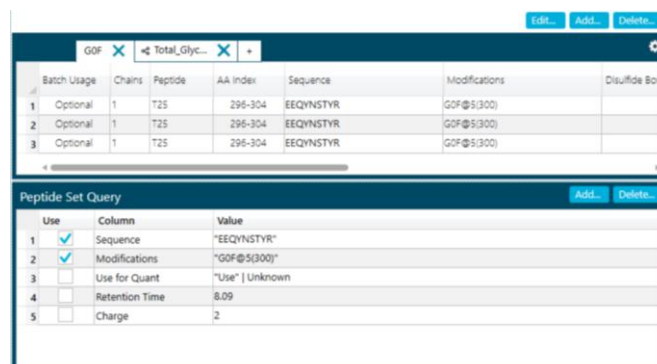 Edit... Add... Delete...
G0F Total_Glyc... +
Batch Usage Chains Peptide AA Index Sequence Modifications Disulfide Bo
1 Optional 1 T25 296-304 EEQYNSTYR G0F@5(300)
2 Optional 1 T25 296-304 EEQYNSTYR G0F@5(300)
3 Optional 1 T25 296-304 EEQYNSTYR G0F@5(300)
Peptide Set Query Add... Delete...
Use Column Value
1 Sequence "EEQYNSTYR"
2 Modifications "G0F@5(300)"
3 Use for Quant "Use" | Unknown
4 Retention Time 8.09
5 Charge 2